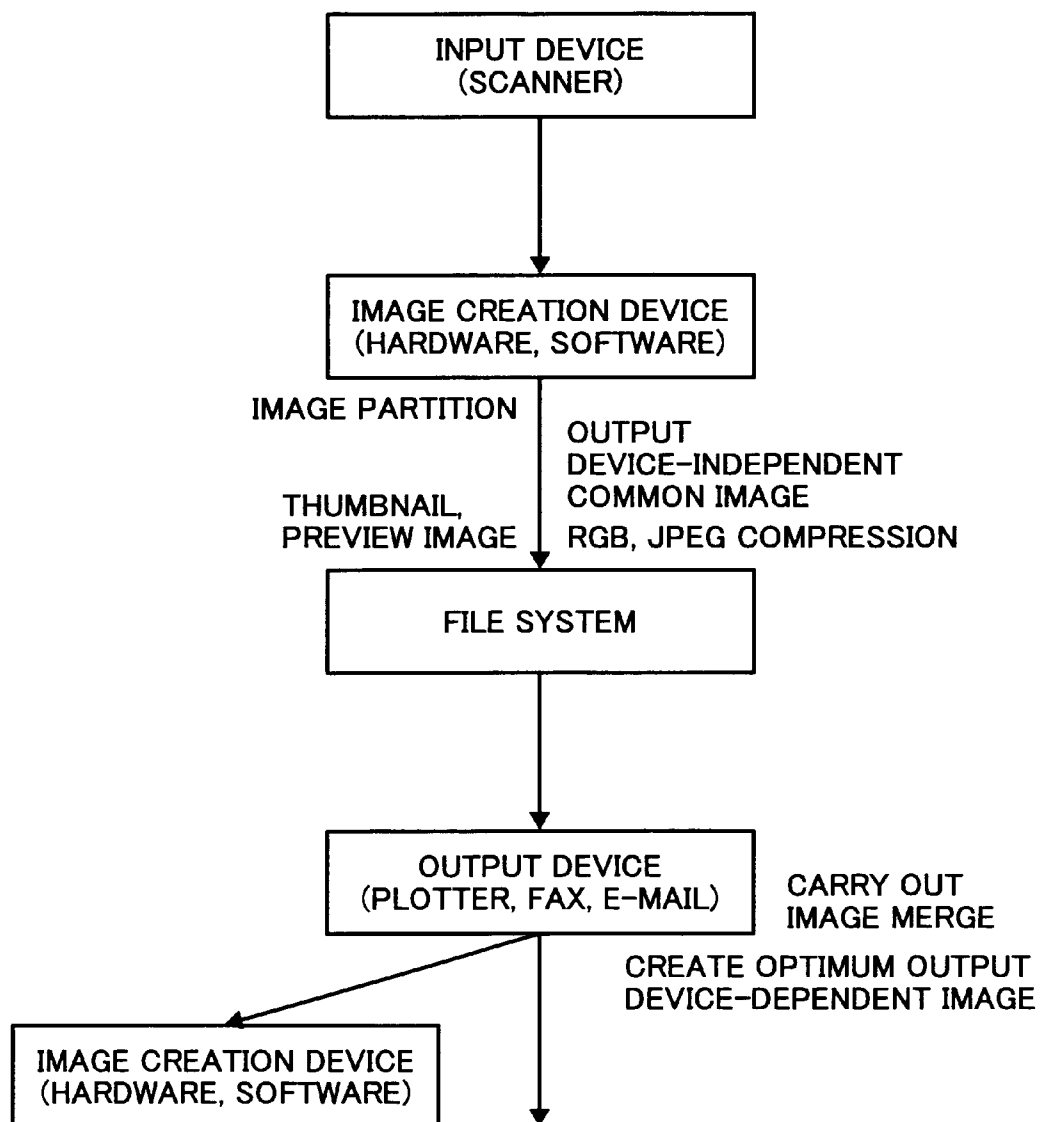 INPUT DEVICE
(SCANNER)
IMAGE CREATION DEVICE
(HARDWARE, SOFTWARE)
IMAGE PARTITION
OUTPUT
DEVICE-INDEPENDENT
COMMON IMAGE
THUMBNAIL,
PREVIEW IMAGE
RGB, JPEG COMPRESSION
FILE SYSTEM
OUTPUT DEVICE
(PLOTTER, FAX, E-MAIL)
CARRY OUT
IMAGE MERGE
CREATE OPTIMUM OUTPUT
DEVICE-DEPENDENT IMAGE
IMAGE CREATION DEVICE
(HARDWARE, SOFTWARE)